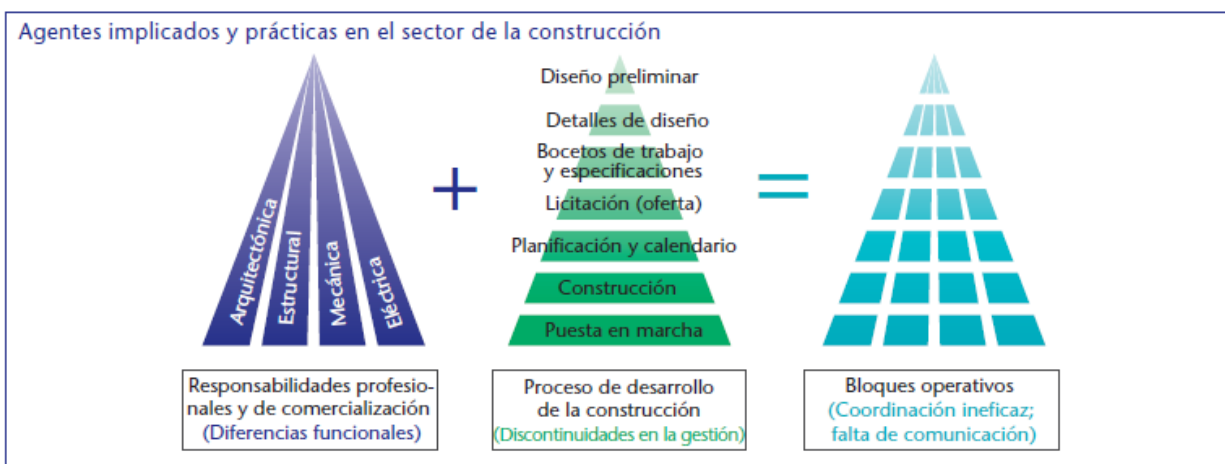 Agentes implicados y prácticas en el sector de la construcción
Arquitectónica
Estructural
Mecánica
Eléctrica
+
Diseño preliminar
Detalles de diseño
Bocetos de trabajo
y especificaciones
Licitación (oferta)
Planificación y calendario
Construcción
Puesta en marcha
=
Responsabilidades profesio-
nales y de comercialización
(Diferencias funcionales)
Proceso de desarrollo
de la construcción
(Discontinuidades en la gestión)
Bloques operativos
(Coordinación ineficaz;
falta de comunicación)